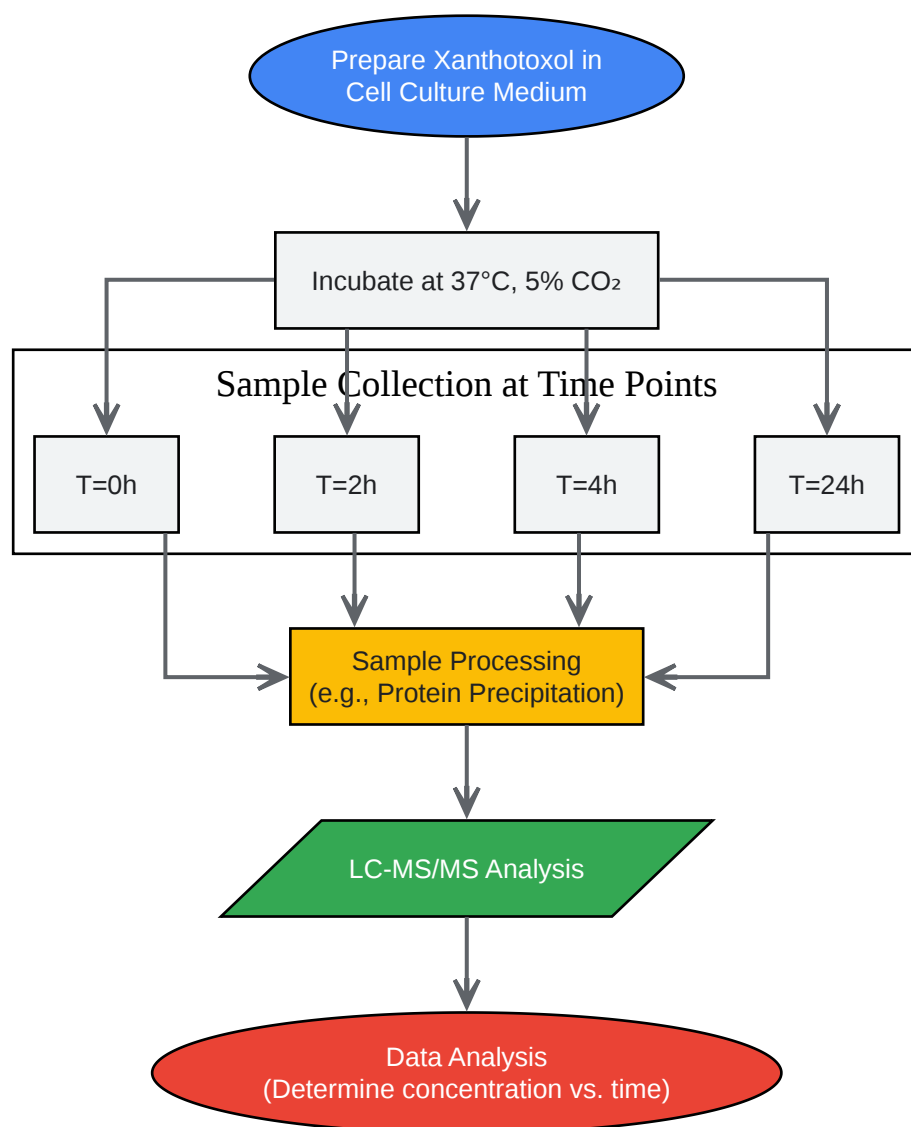 Prepare Xanthotoxol in
Cell Culture Medium
Incubate at 37°C, 5% CO₂
Sample Collection at Time Points
T=0h
T=2h
T=4h
T=24h
Sample Processing
(e.g., Protein Precipitation)
LC-MS/MS Analysis
Data Analysis
(Determine concentration vs. time)